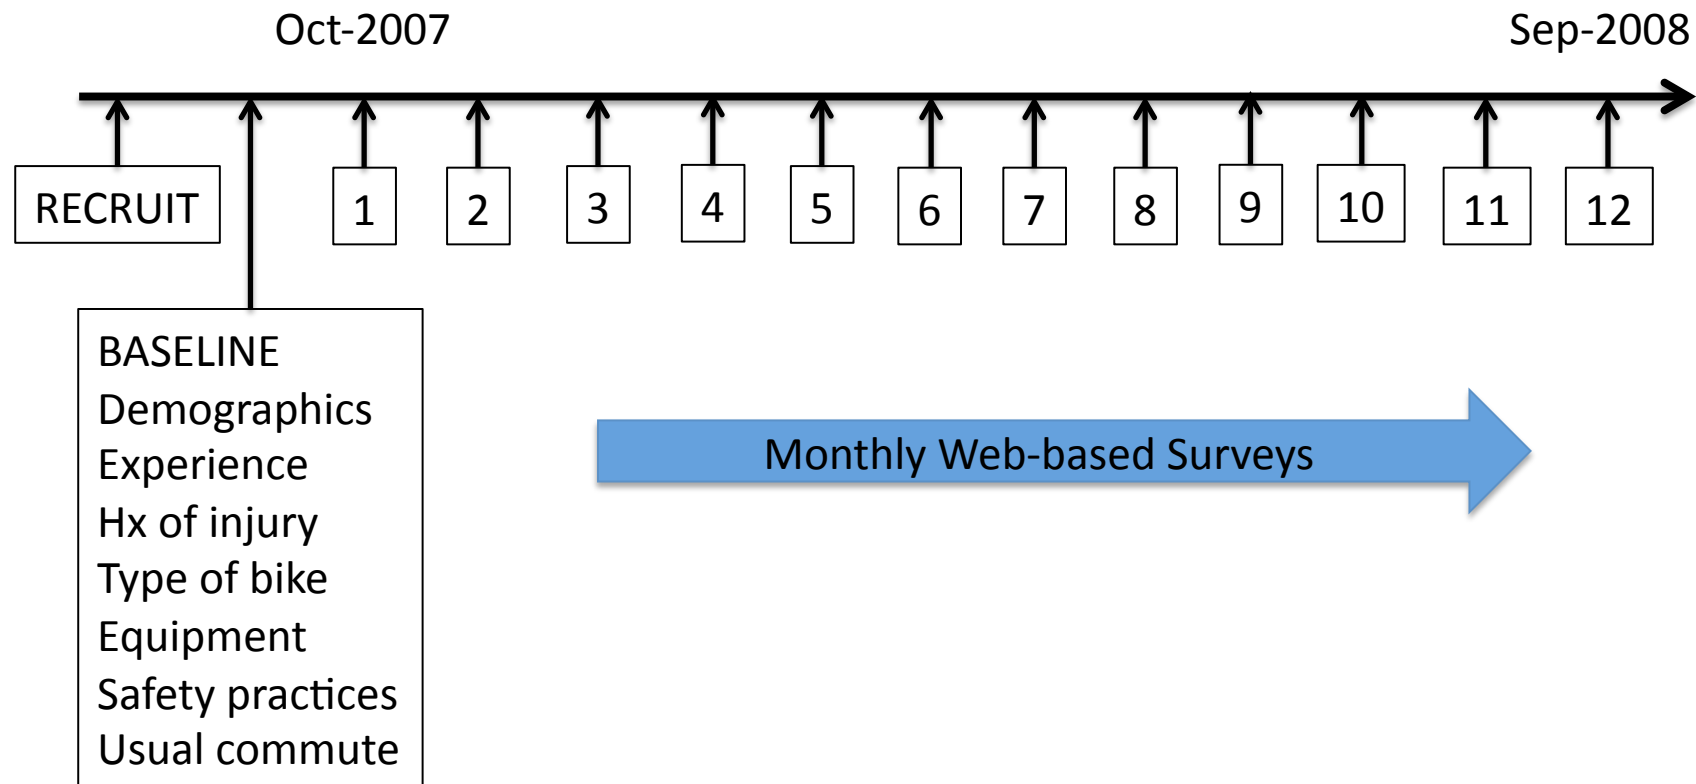 Oct-2007 Sep-2008
RECRUIT 1 2 3 4 5 6 7 8 9 10 11 12
BASELINE
Demographics
Experience
Hx of injury
Type of bike
Equipment
Safety practices
Usual commute
Monthly Web-based Surveys